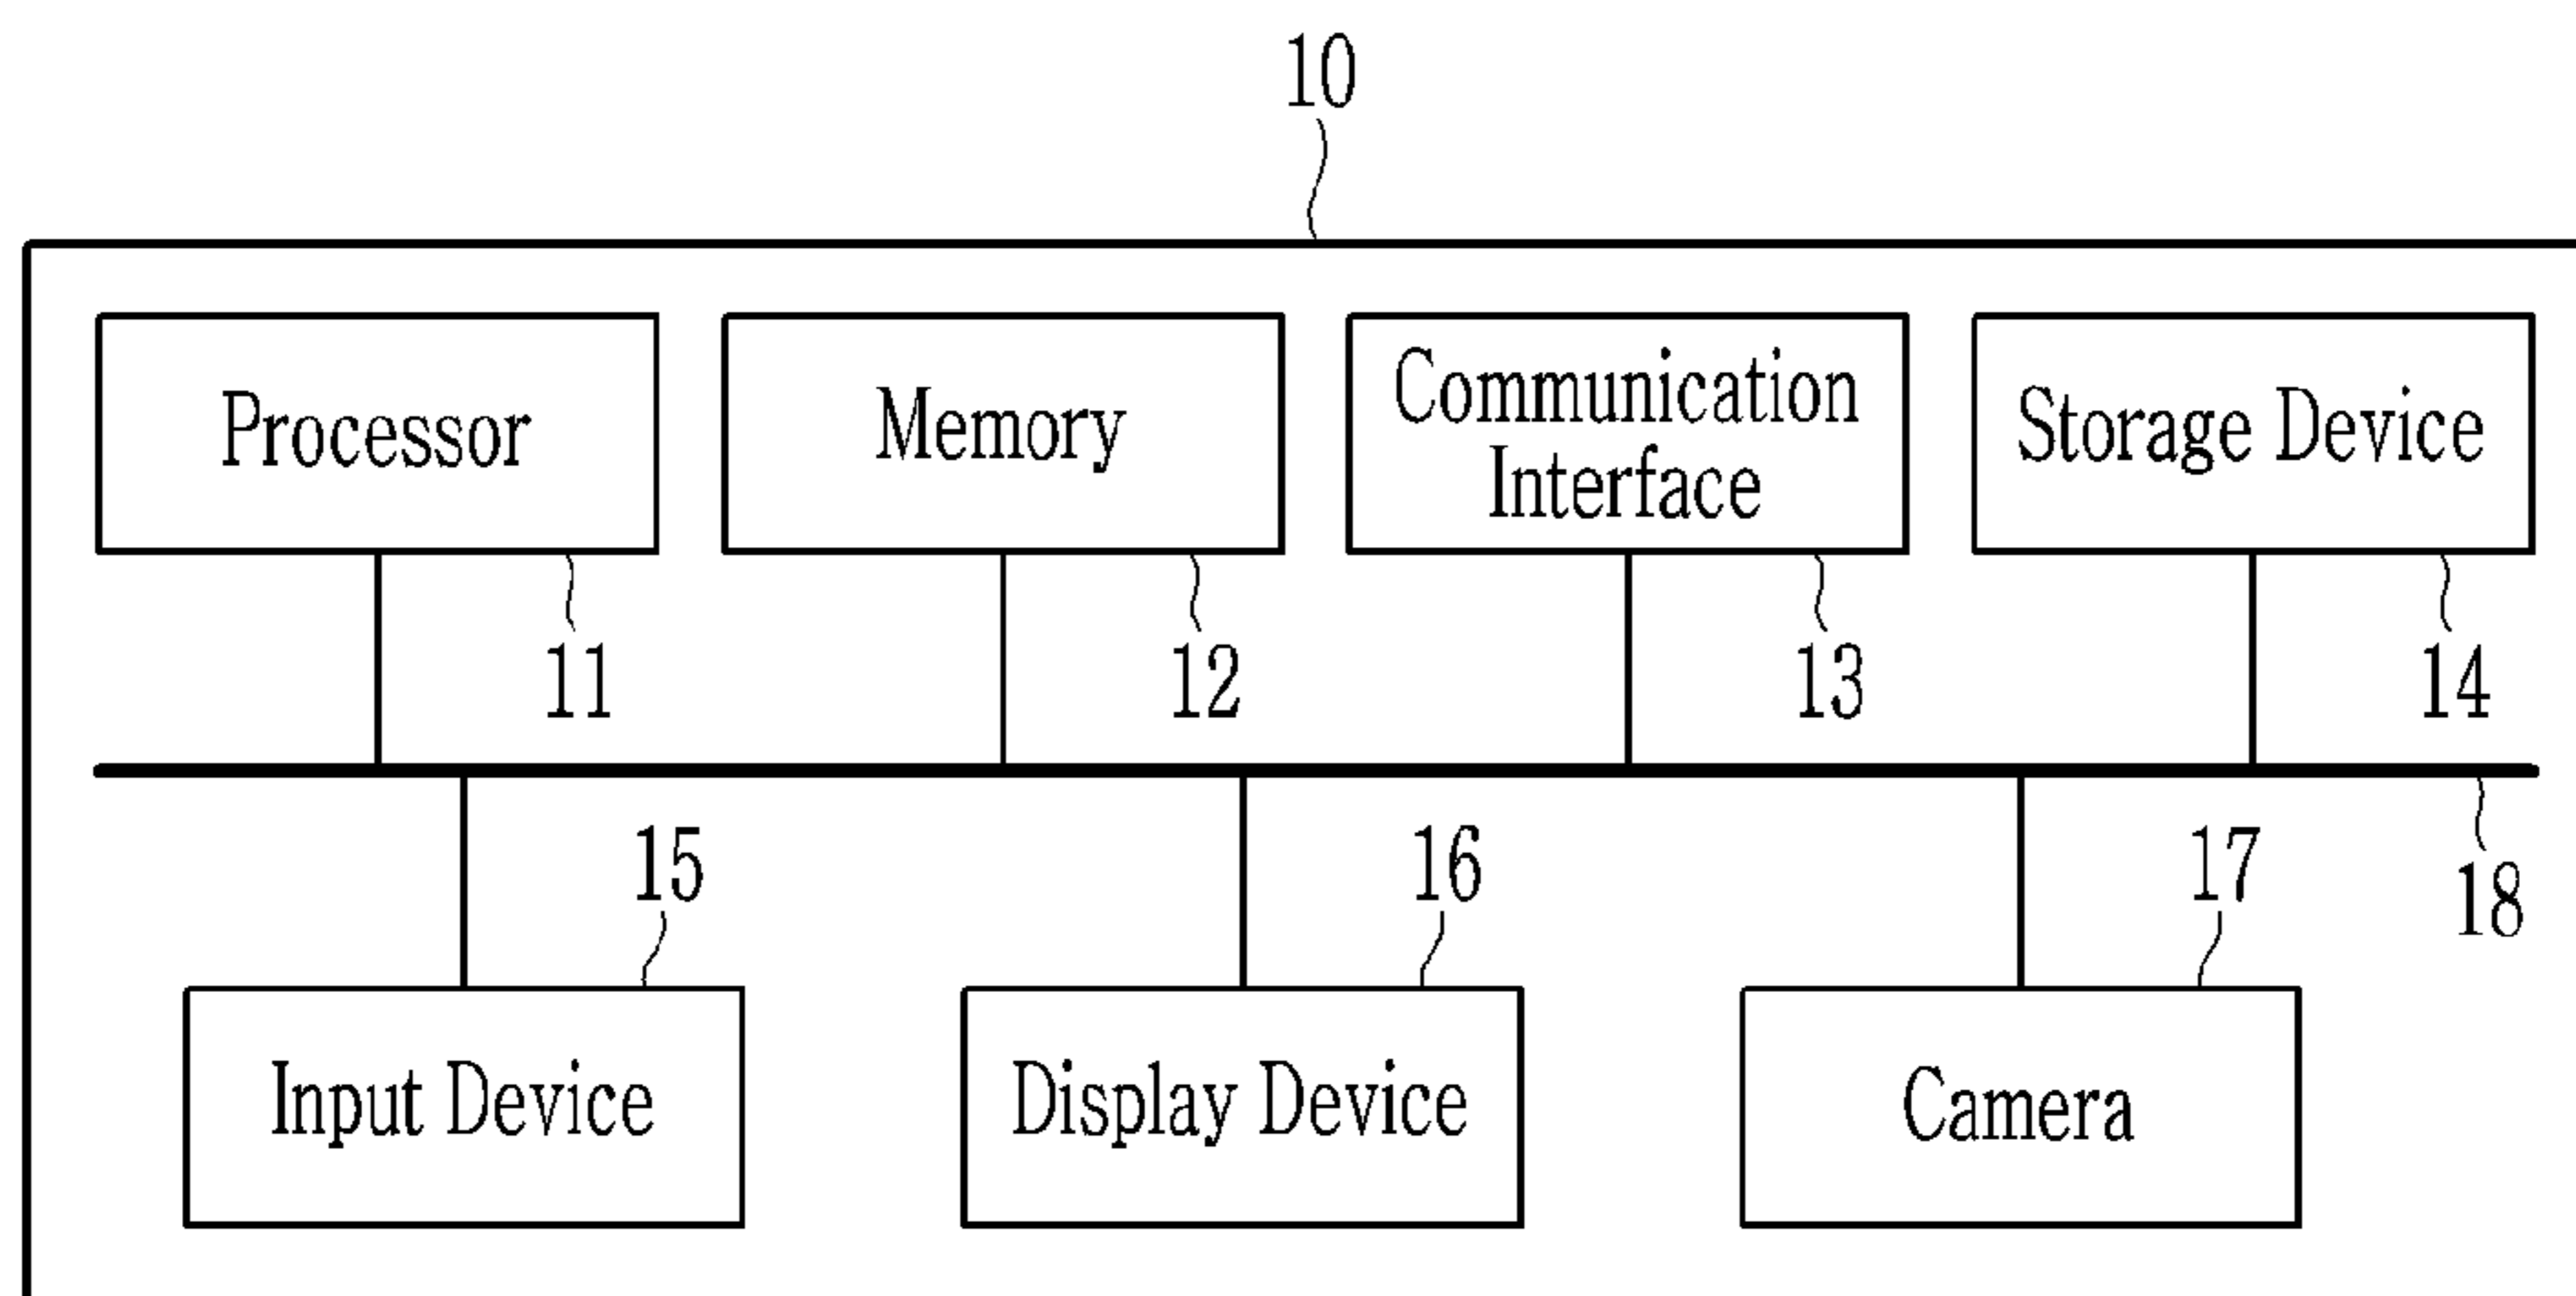 10
Processor
Memory
Communication
Interface
Storage Device
11
12
13
14
15
16
17
18
Input Device
Display Device
Camera